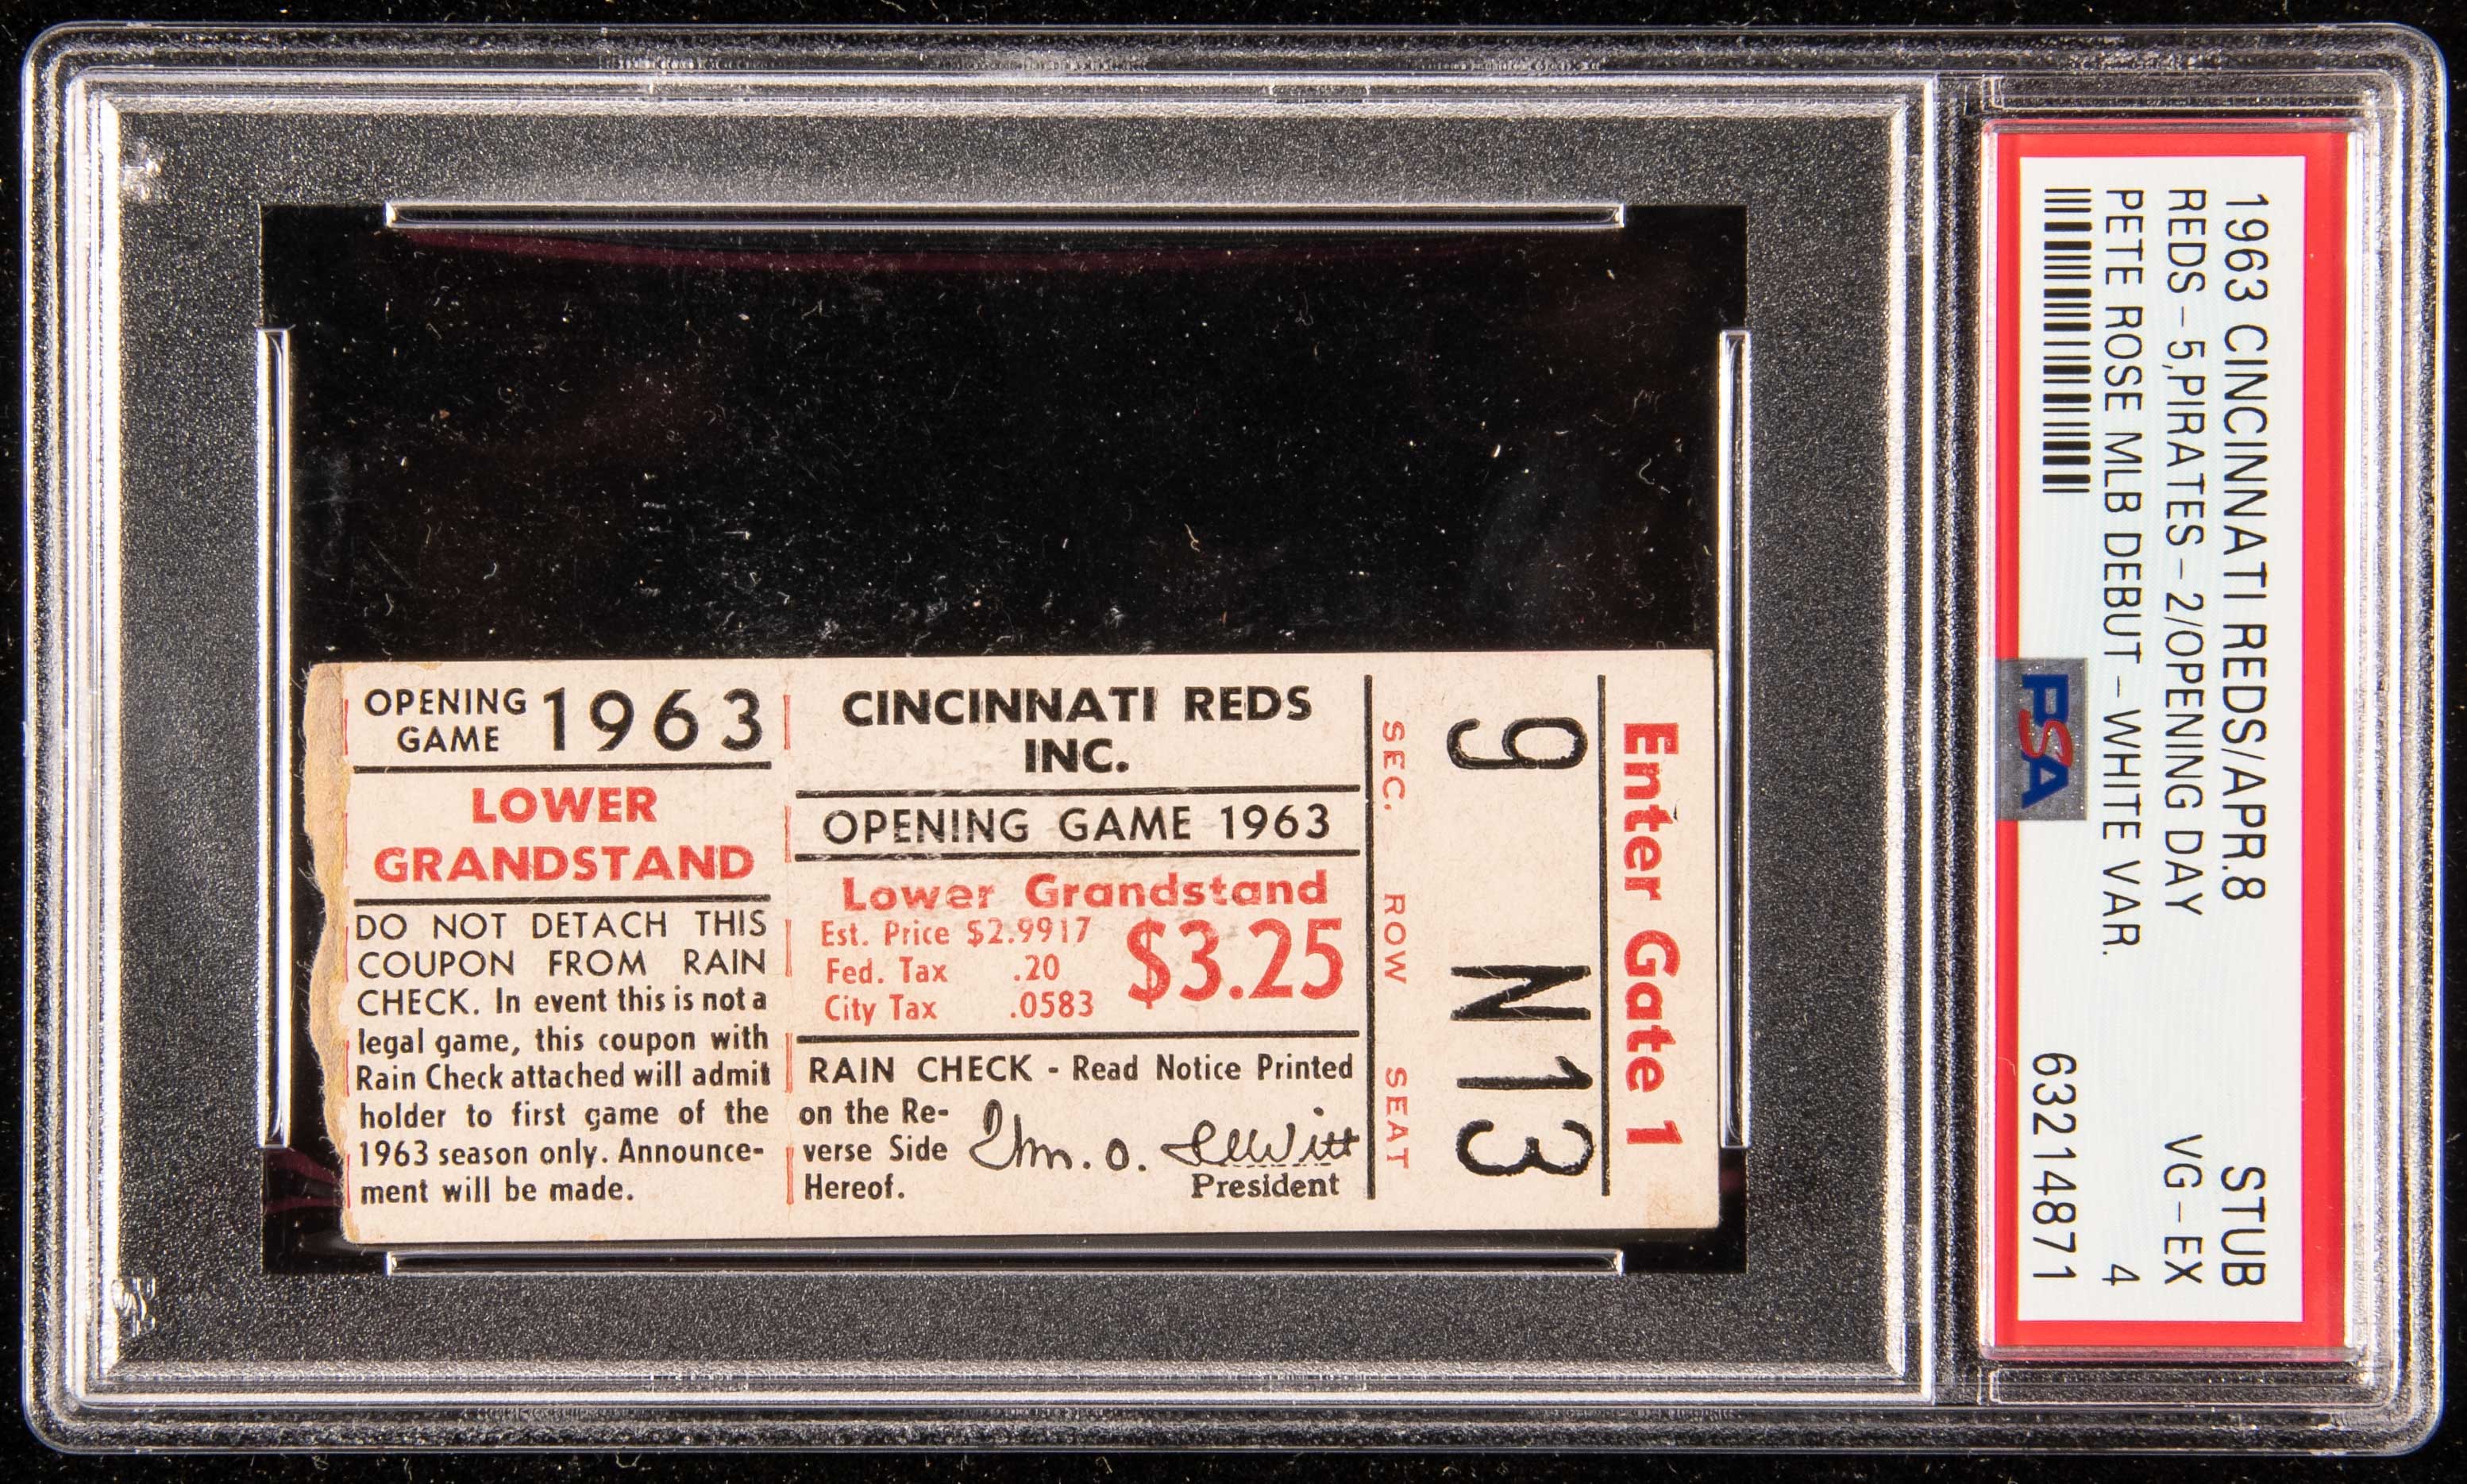 OPENING
GAME 1963
LOWER
GRANDSTAND
DO NOT DETACH THIS
COUPON FROM RAIN
CHECK. In event this is not a
legal game, this coupon with
Rain Check attached will admit
holder to first game of the
1963 season only. Announce-
ment will be made.
CINCINNATI REDS
INC.
OPENING GAME 1963
Lower Grandstand
Est. Price $2.9917
Fed. Tax .20
City Tax .0583
$3.25
RAIN CHECK - Read Notice Printed
on the Re-
verse Side
Hereof.
Wm. O. DeWitt
President
SEC. ROW SEAT
9 N 13
Enter Gate 1
1963 CINCINNATI REDS/APR.8 STUB
REDS-5,PIRATES-2/OPENING DAY VG-EX
PETE ROSE MLB DEBUT-WHITE VAR. 4
PSA
63214871